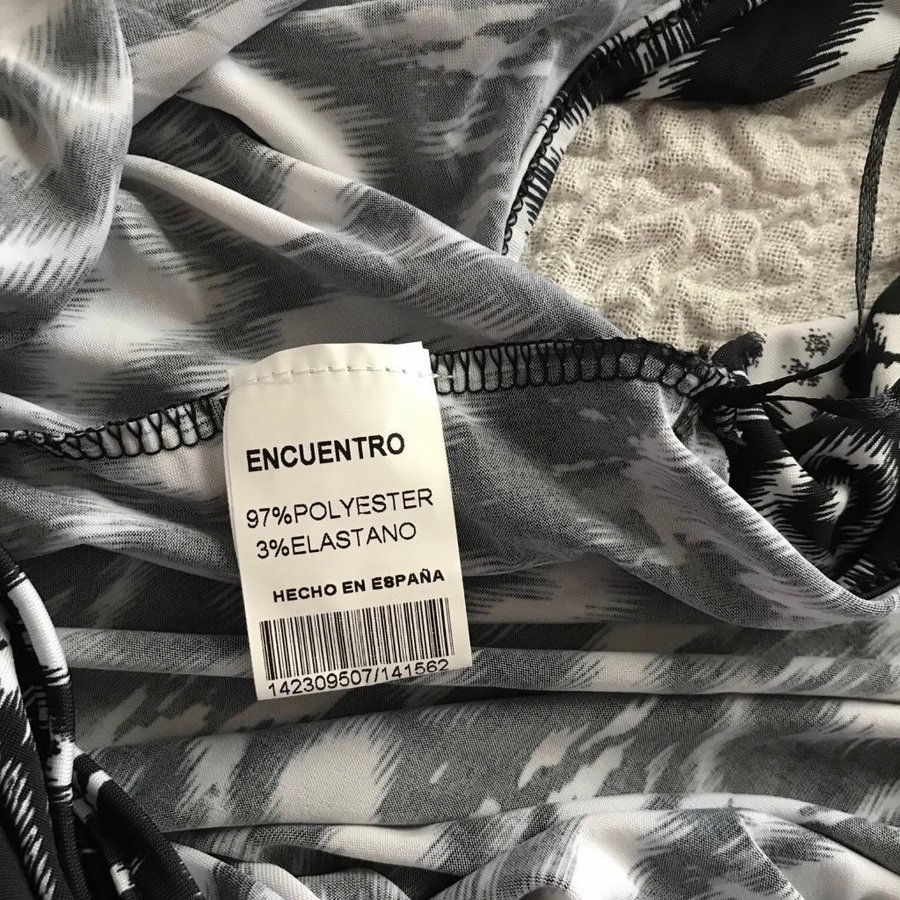 ENCUENTRO
97%POLYESTER
3%ELASTANO
HECHO EN ESPAÑA
142309507/141562